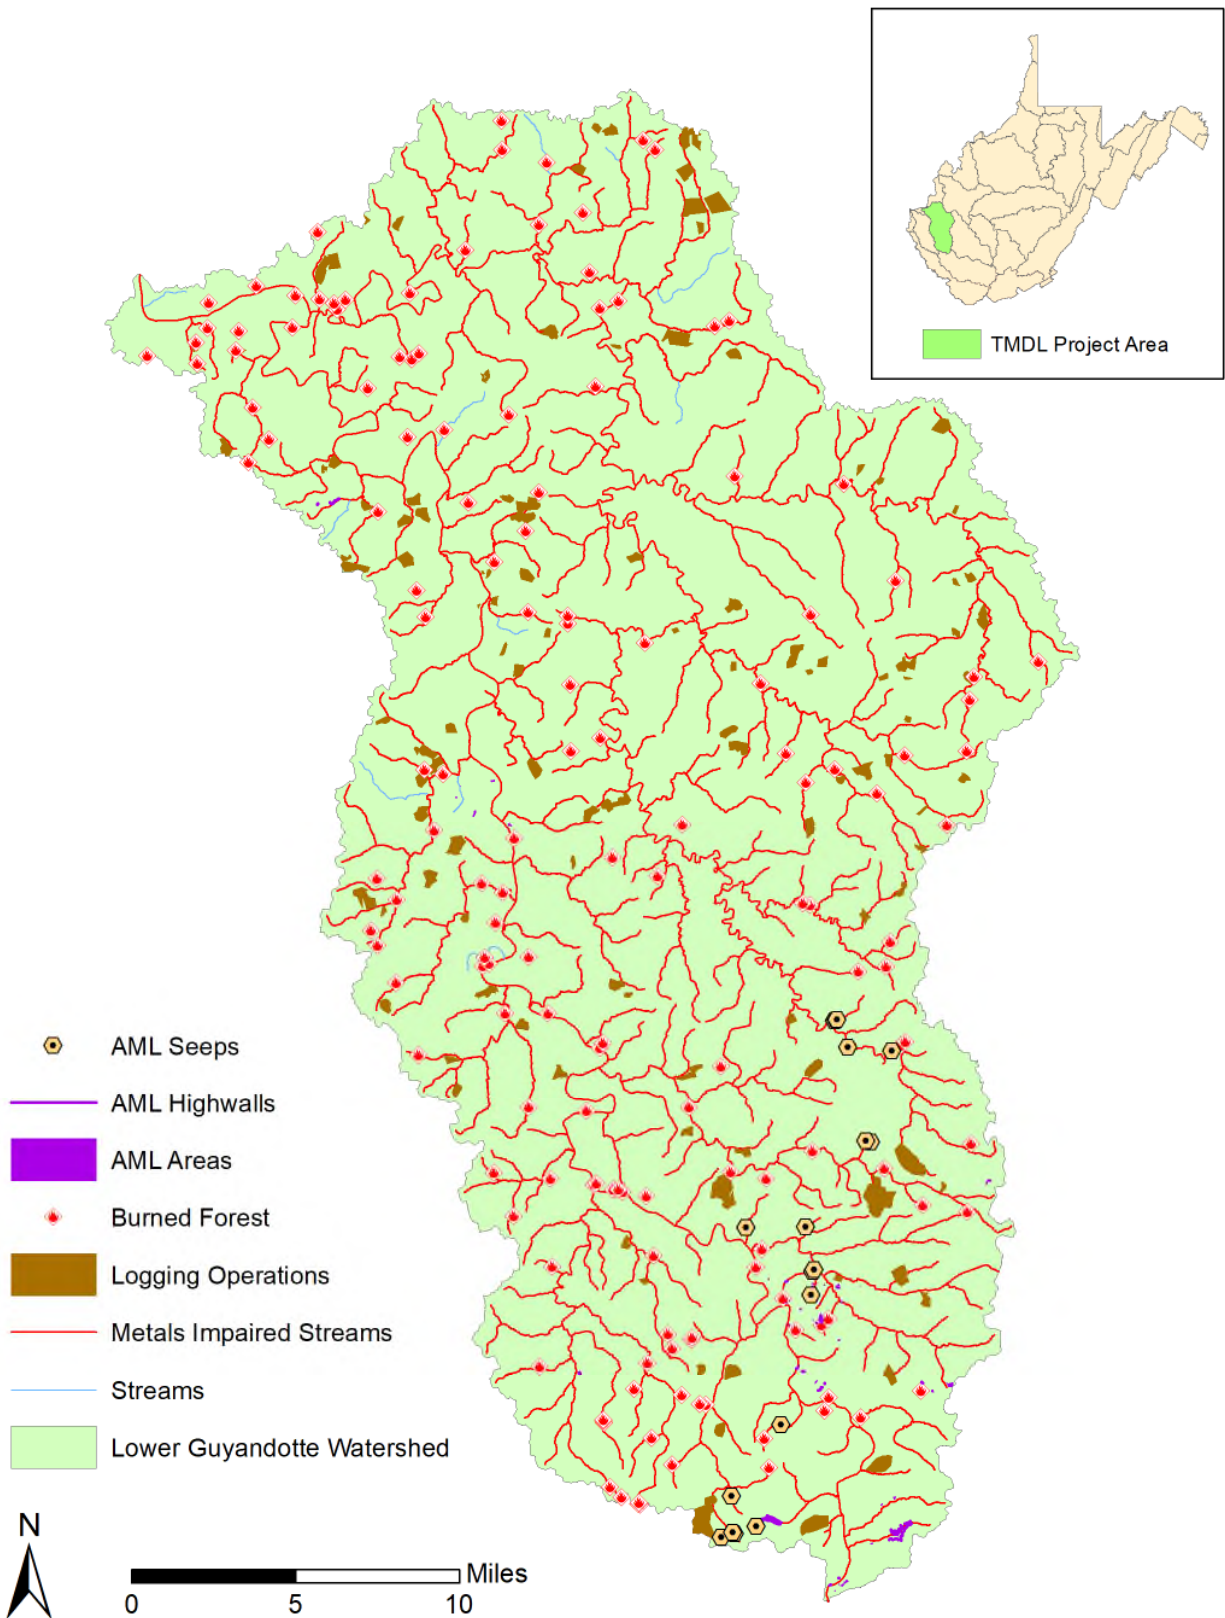 TMDL Project Area
AML Seeps
AML Highwalls
AML Areas
Burned Forest
Logging Operations
Metals Impaired Streams
Streams
Lower Guyandotte Watershed
N
Miles
0 5 10